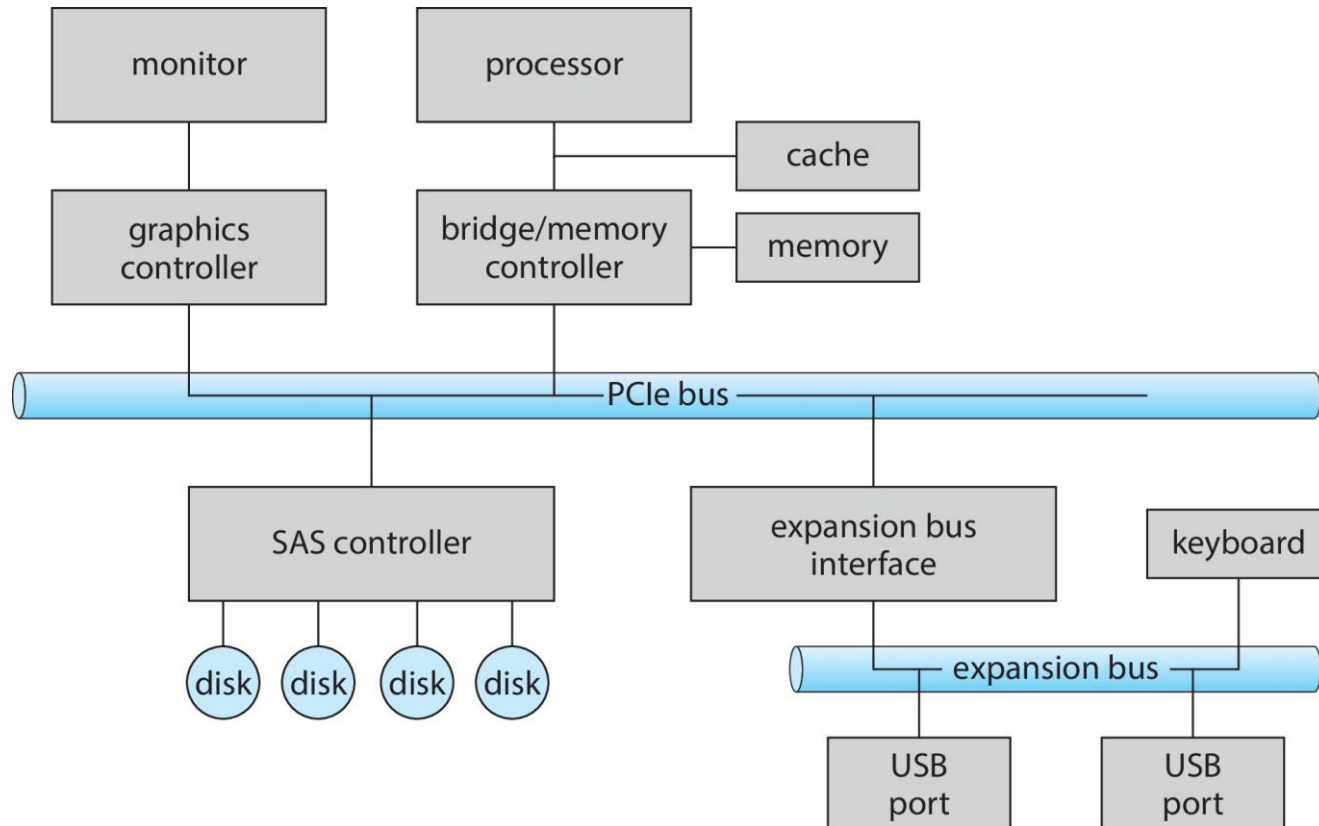 monitor
processor
cache
graphics
controller
bridge/memory
controller
memory
PCIe bus
SAS controller
expansion bus
interface
keyboard
disk
disk
disk
disk
expansion bus
USB
port
USB
port